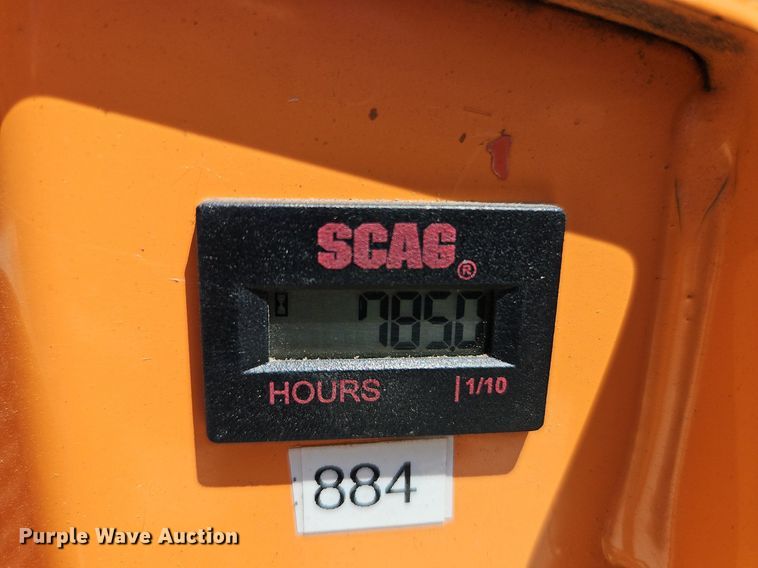 SCAG®
785.0
HOURS | 1/10
884
Purple Wave Auction